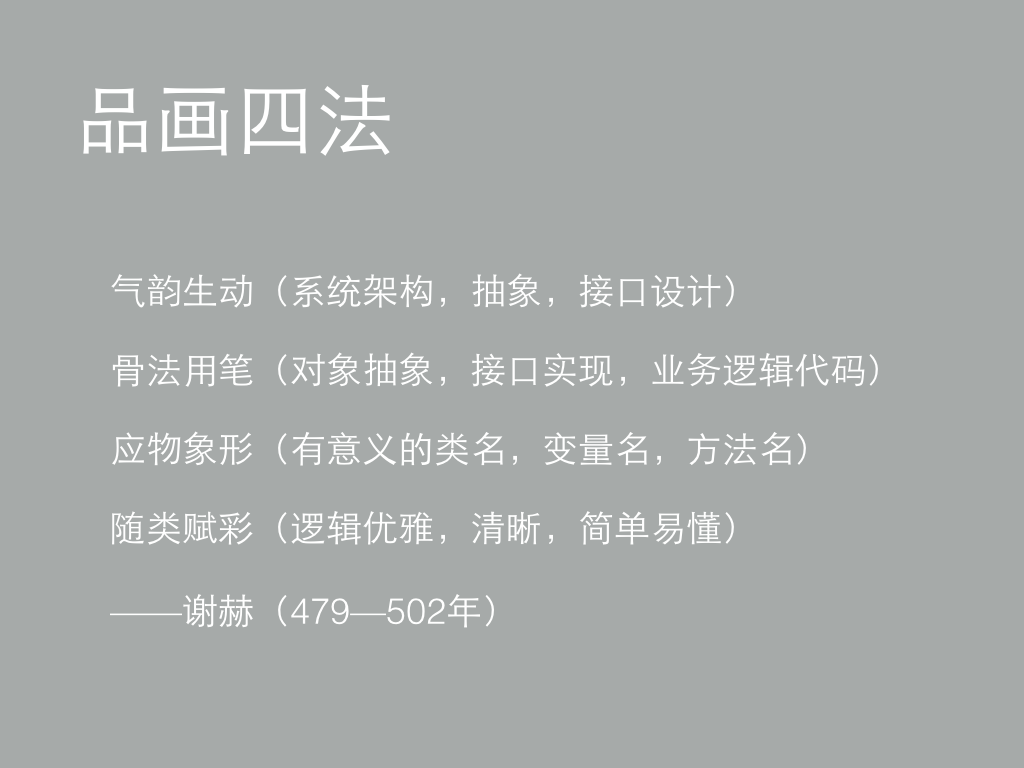 品画四法
气韵生动（系统架构，抽象，接口设计）
骨法用笔（对象抽象，接口实现，业务逻辑代码）
应物象形（有意义的类名，变量名，方法名）
随类赋彩（逻辑优雅，清晰，简单易懂）
——谢赫（479—502年）